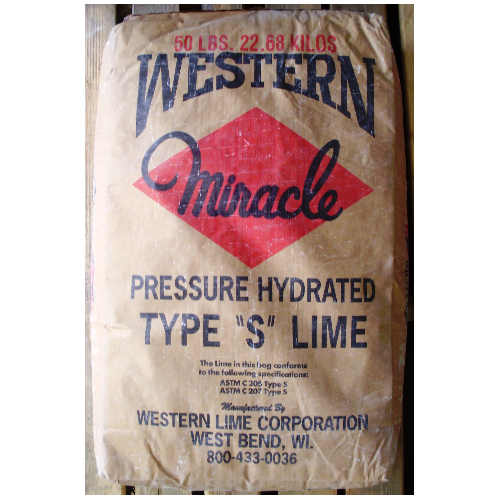 50 LBS. 22.68 KILOS
WESTERN
Miracle
PRESSURE HYDRATED
TYPE "S" LIME
The Lime in this bag conforms
to the following specifications:
ASTM C 206 Type S
ASTM C 207 Type S
Manufactured By
WESTERN LIME CORPORATION
WEST BEND, WI.
800-433-0036